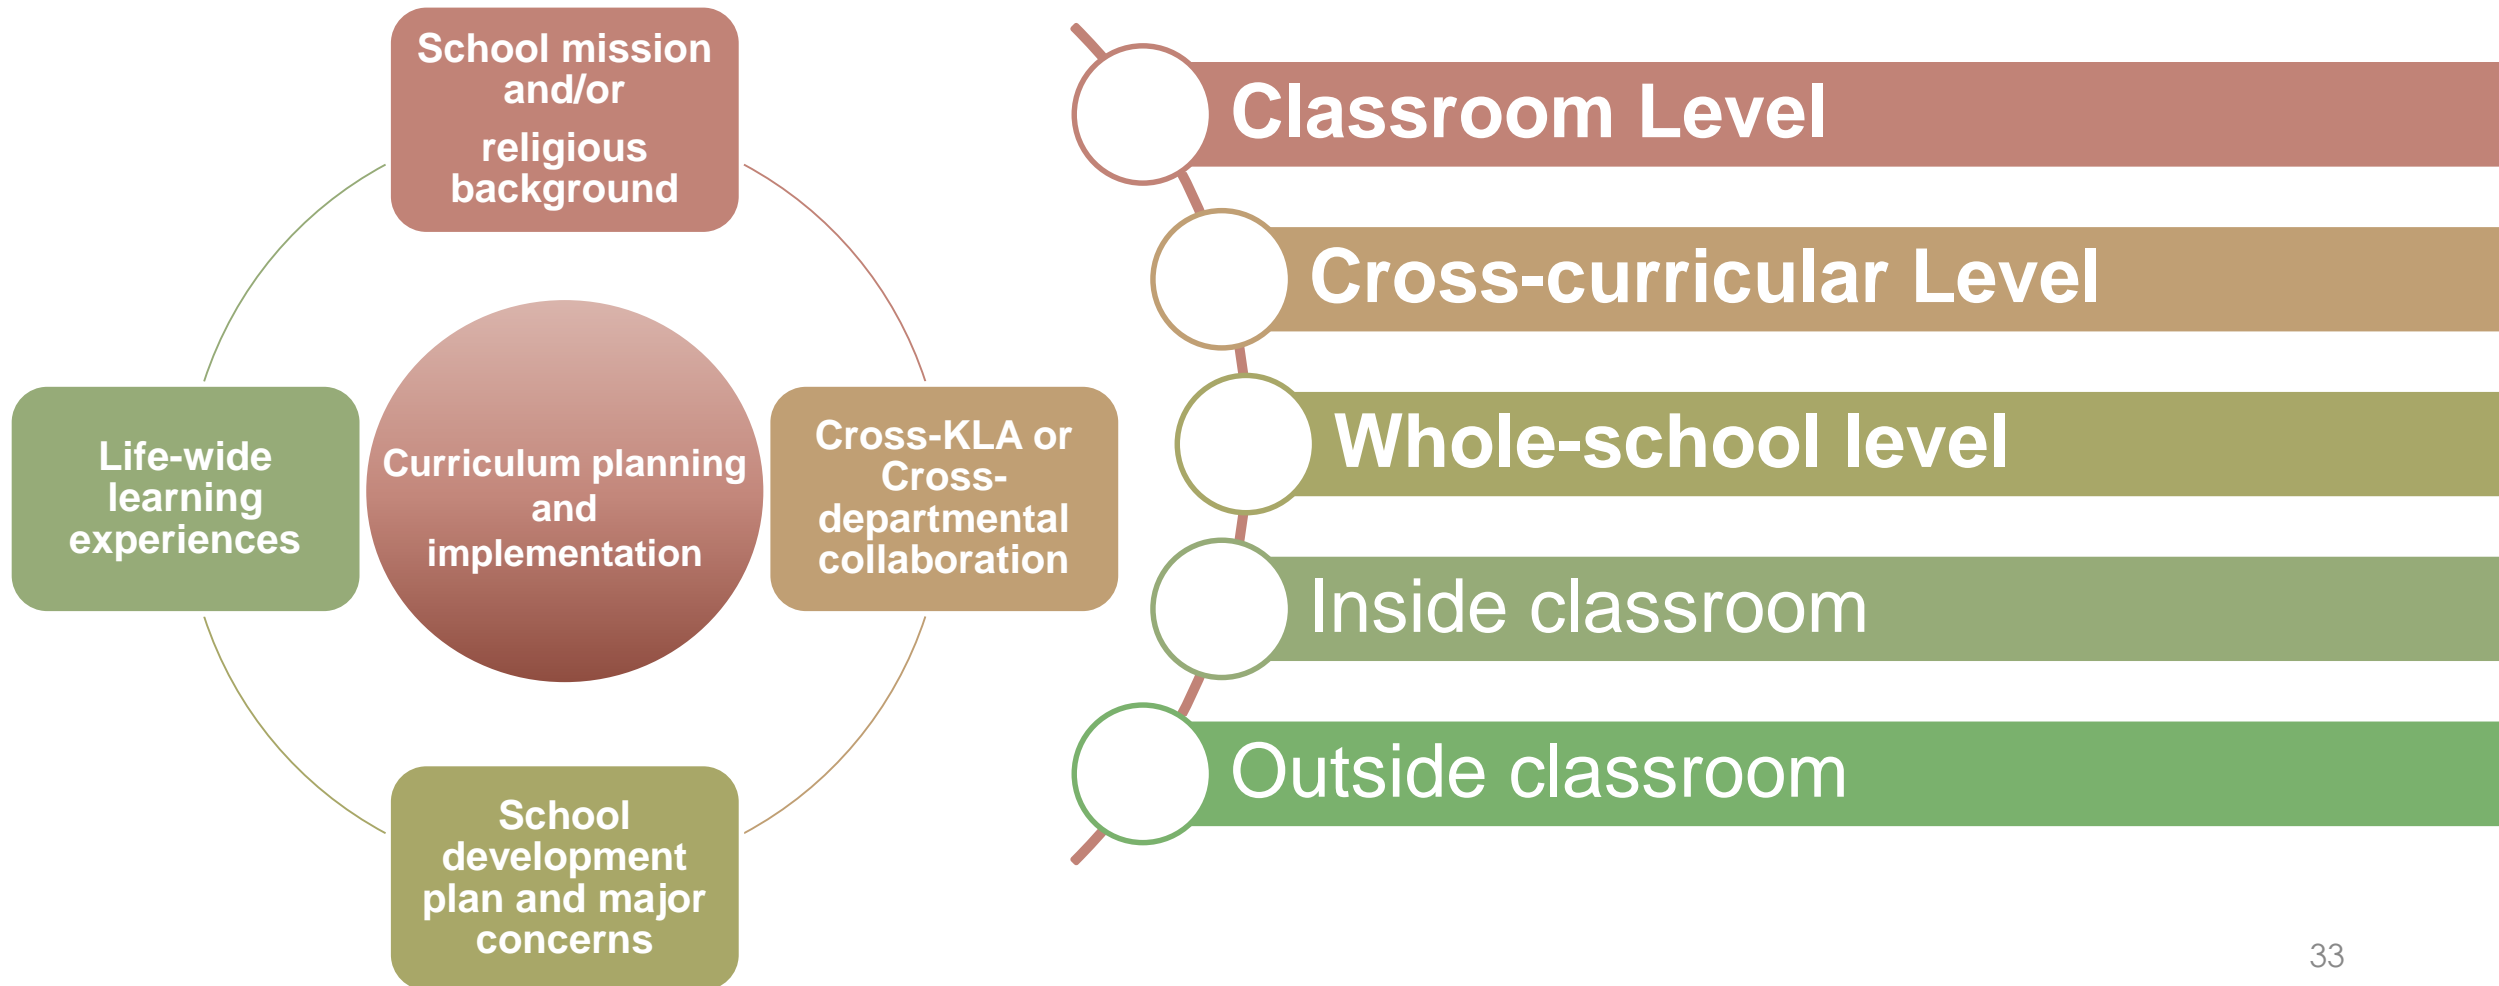 School mission
and/or
religious
background
Cross-KLA or
Cross-
departmental
collaboration
School
development
plan and major
concerns
Life-wide
learning
experiences
Curriculum planning
and
implementation
Classroom Level
Cross-curricular Level
Whole-school level
Inside classroom
Outside classroom
33